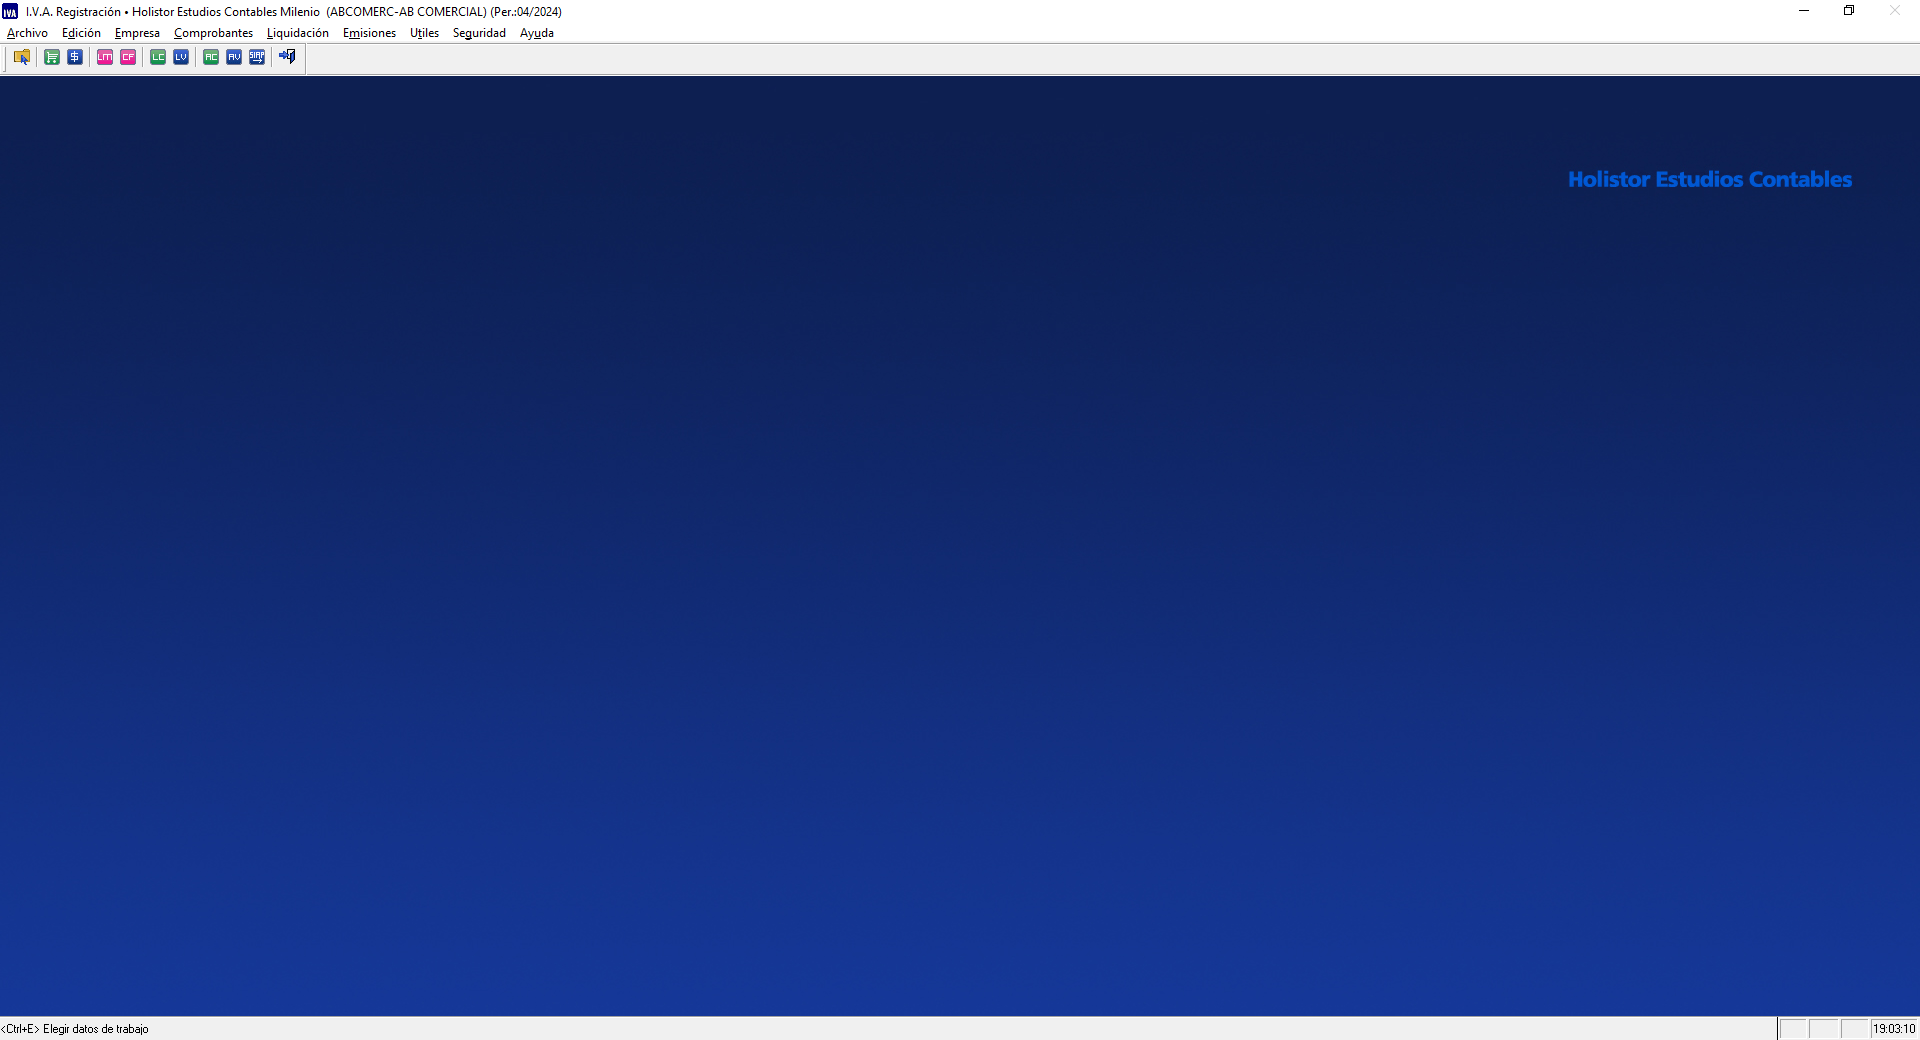 IVA I.V.A. Registración • Holistor Estudios Contables Milenio (ABCOMERC-AB COMERCIAL) (Per.:04/2024)
Archivo Edición Empresa Comprobantes Liquidación Emisiones Utiles Seguridad Ayuda
$ LM CF LC LV AC AV SIAP
Holistor Estudios Contables
<Ctrl+E> Elegir datos de trabajo 19:03:10